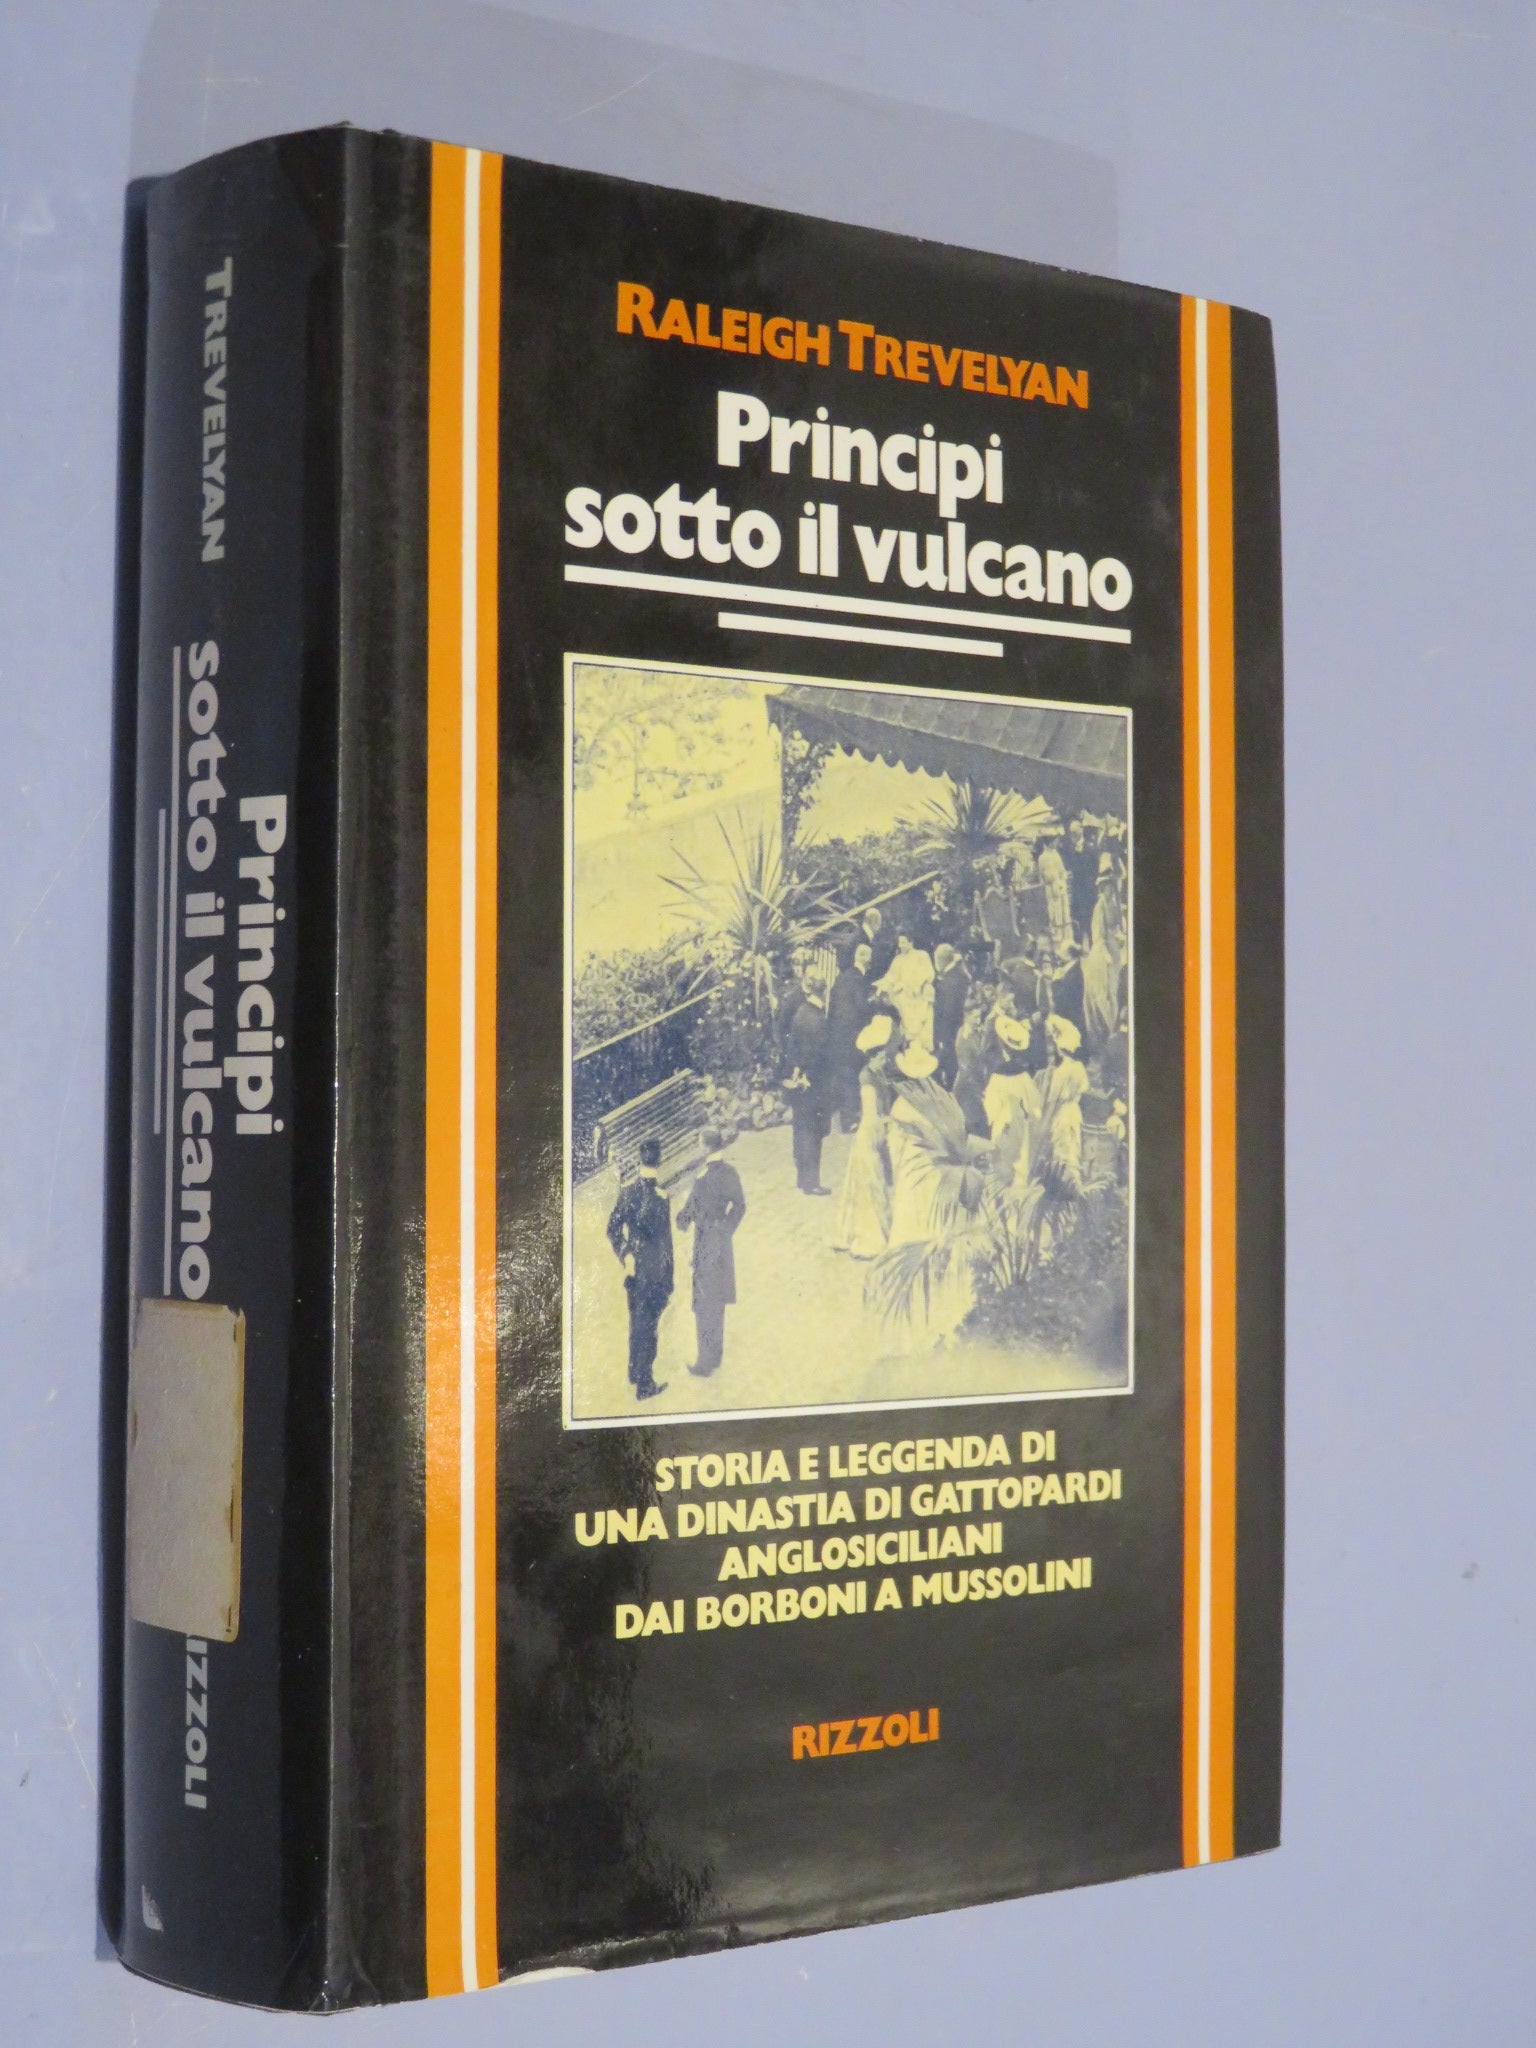 RALEIGH TREVELYAN
Principi
sotto il vulcano
STORIA E LEGGENDA DI
UNA DINASTIA DI GATTOPARDI
ANGLOSICILIANI
DAI BORBONI A MUSSOLINI
RIZZOLI
TREVELYAN
Principi
sotto il vulcano
IZZOLI